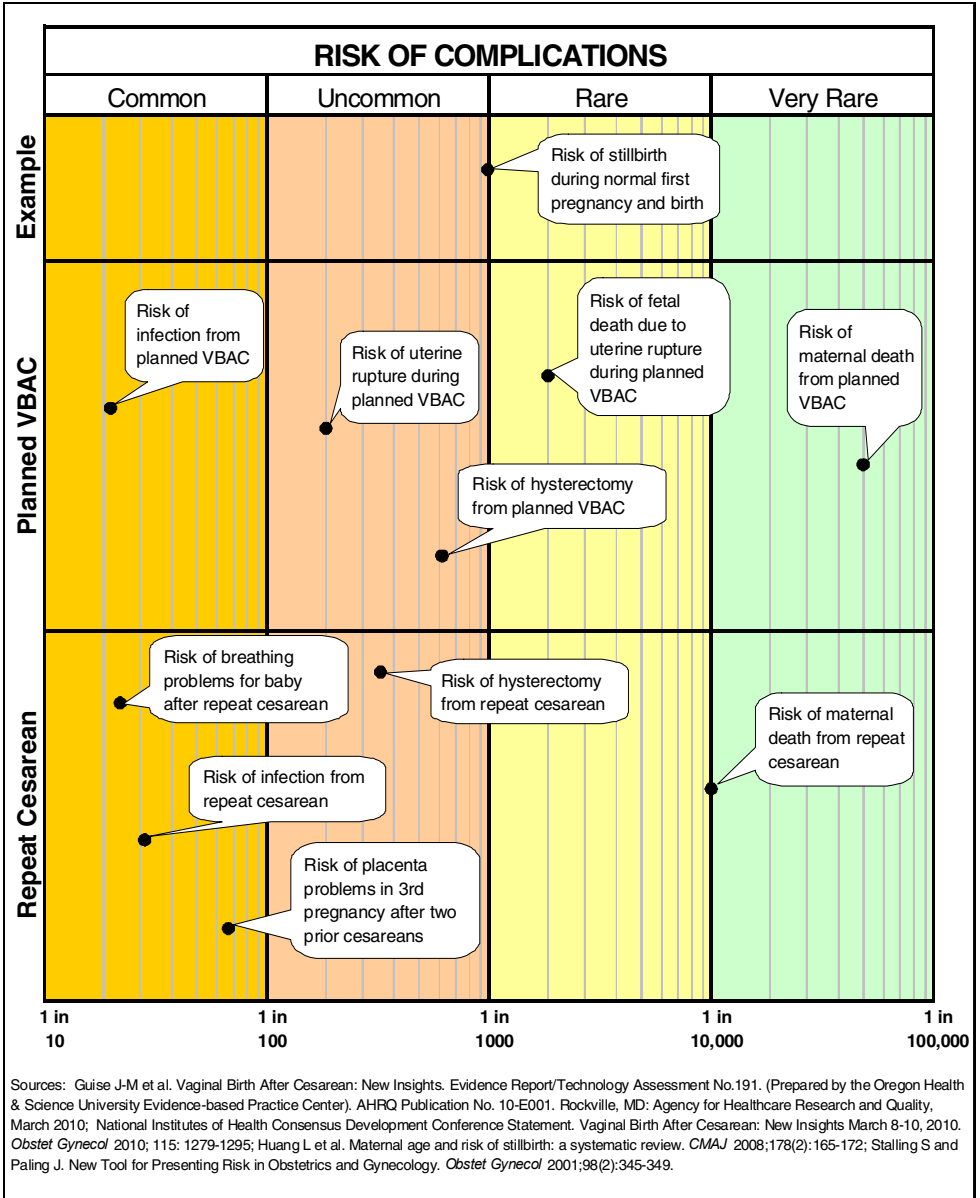 RISK OF COMPLICATIONS
Common
Uncommon
Rare
Very Rare
Example
Risk of stillbirth
during normal first
pregnancy and birth
Planned VBAC
Risk of
infection from
planned VBAC
Risk of uterine
rupture during
planned VBAC
Risk of fetal
death due to
uterine rupture
during planned
VBAC
Risk of
maternal death
from planned
VBAC
Risk of hysterectomy
from planned VBAC
Repeat Cesarean
Risk of breathing
problems for baby
after repeat cesarean
Risk of hysterectomy
from repeat cesarean
Risk of maternal
death from repeat
cesarean
Risk of infection from
repeat cesarean
Risk of placenta
problems in 3rd
pregnancy after two
prior cesareans
1 in
10
1 in
100
1 in
1000
1 in
10,000
1 in
100,000
Sources: Guise J-M et al. Vaginal Birth After Cesarean: New Insights. Evidence Report/Technology Assessment No.191. (Prepared by the Oregon Health
& Science University Evidence-based Practice Center). AHRQ Publication No. 10-E001. Rockville, MD: Agency for Healthcare Research and Quality,
March 2010; National Institutes of Health Consensus Development Conference Statement. Vaginal Birth After Cesarean: New Insights March 8-10, 2010.
Obstet Gynecol 2010; 115: 1279-1295; Huang L et al. Maternal age and risk of stillbirth: a systematic review. CMAJ 2008;178(2):165-172; Stalling S and
Paling J. New Tool for Presenting Risk in Obstetrics and Gynecology. Obstet Gynecol 2001;98(2):345-349.